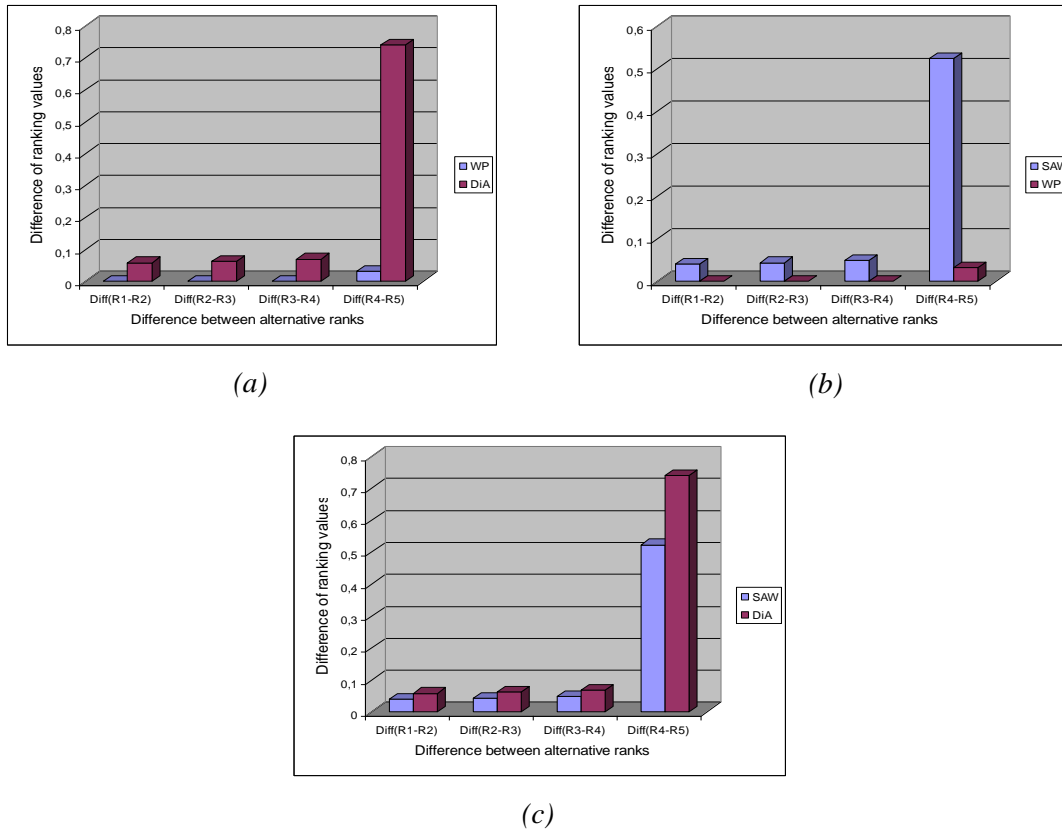 0,8
0,7
0,6
0,5
0,4
0,3
0,2
0,1
0
Difference of ranking values
Diff(R1-R2) Diff(R2-R3) Diff(R3-R4) Diff(R4-R5)
Difference between alternative ranks
WP
DiA
(a)
0,6
0,5
0,4
0,3
0,2
0,1
0
Difference of ranking values
Diff(R1-R2) Diff(R2-R3) Diff(R3-R4) Diff(R4-R5)
Difference between alternative ranks
SAW
WP
(b)
0,8
0,7
0,6
0,5
0,4
0,3
0,2
0,1
0
Difference of ranking values
Diff(R1-R2) Diff(R2-R3) Diff(R3-R4) Diff(R4-R5)
Difference between alternative ranks
SAW
DiA
(c)